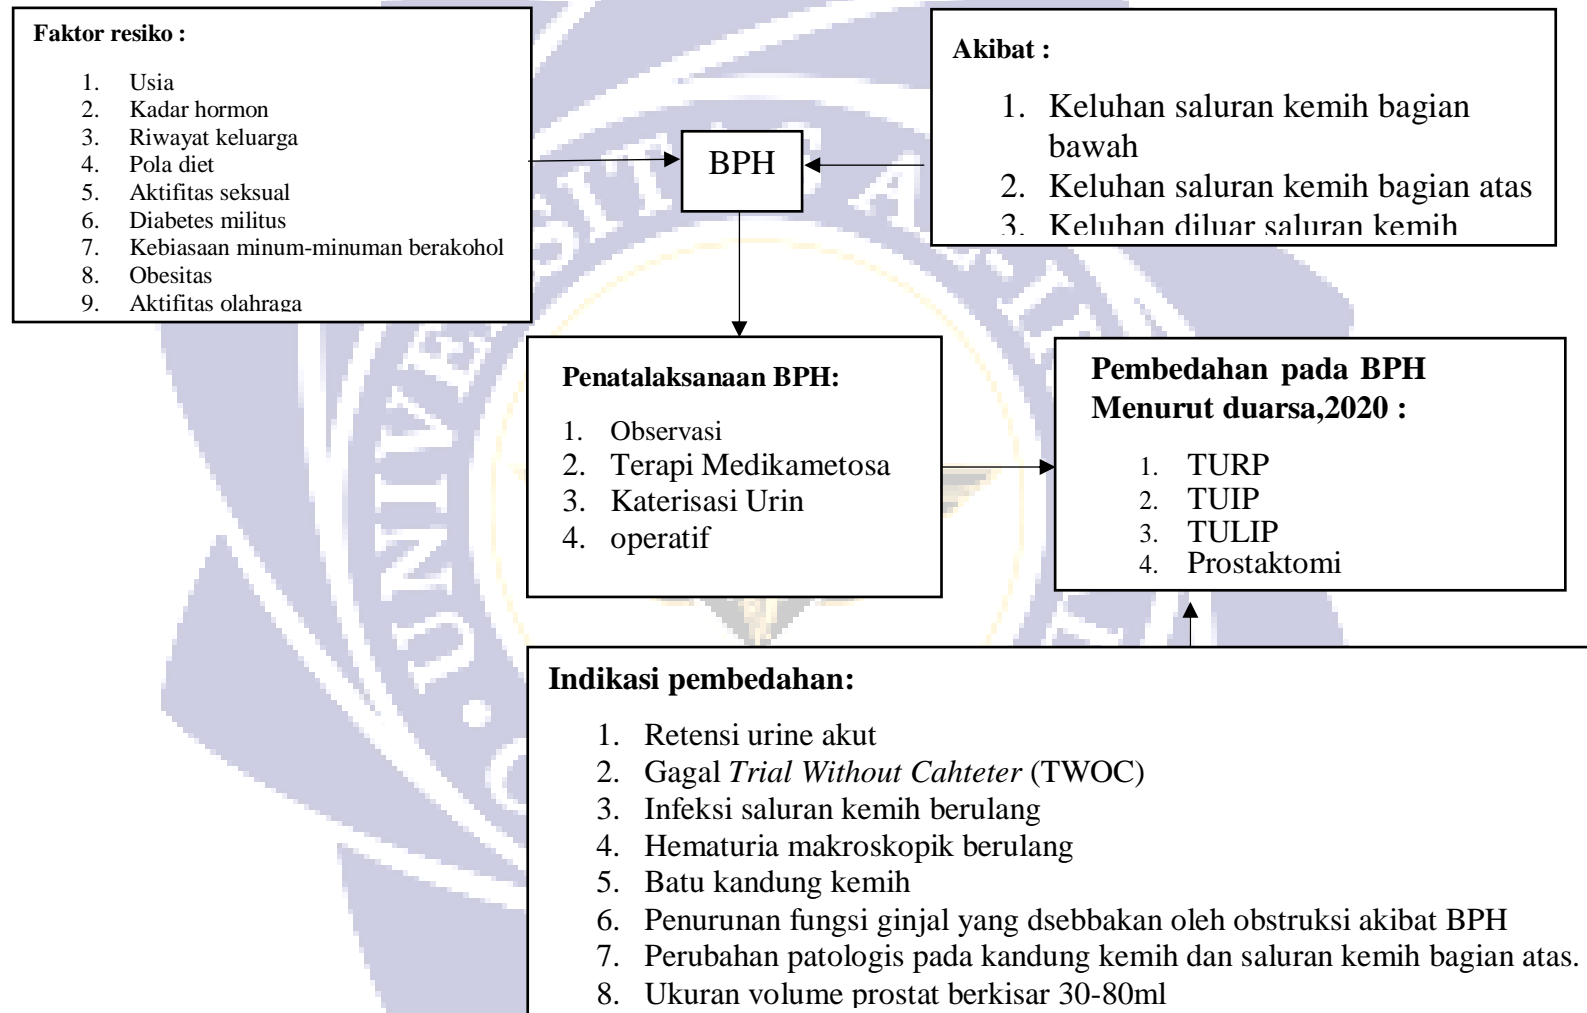 Faktor resiko :
1. Usia
2. Kadar hormon
3. Riwayat keluarga
4. Pola diet
5. Aktifitas seksual
6. Diabetes militus
7. Kebiasaan minum-minuman berakohol
8. Obesitas
9. Aktifitas olahraga
BPH
Akibat :
1. Keluhan saluran kemih bagian
bawah
2. Keluhan saluran kemih bagian atas
3. Keluhan diluar saluran kemih
Penatalaksanaan BPH:
1. Observasi
2. Terapi Medikametosa
3. Katerisasi Urin
4. operatif
Pembedahan pada BPH
Menurut duarsa,2020 :
1. TURP
2. TUIP
3. TULIP
4. Prostaktomi
Indikasi pembedahan:
1. Retensi urine akut
2. Gagal Trial Without Cahteter (TWOC)
3. Infeksi saluran kemih berulang
4. Hematuria makroskopik berulang
5. Batu kandung kemih
6. Penurunan fungsi ginjal yang dsebbakan oleh obstruksi akibat BPH
7. Perubahan patologis pada kandung kemih dan saluran kemih bagian atas.
8. Ukuran volume prostat berkisar 30-80ml